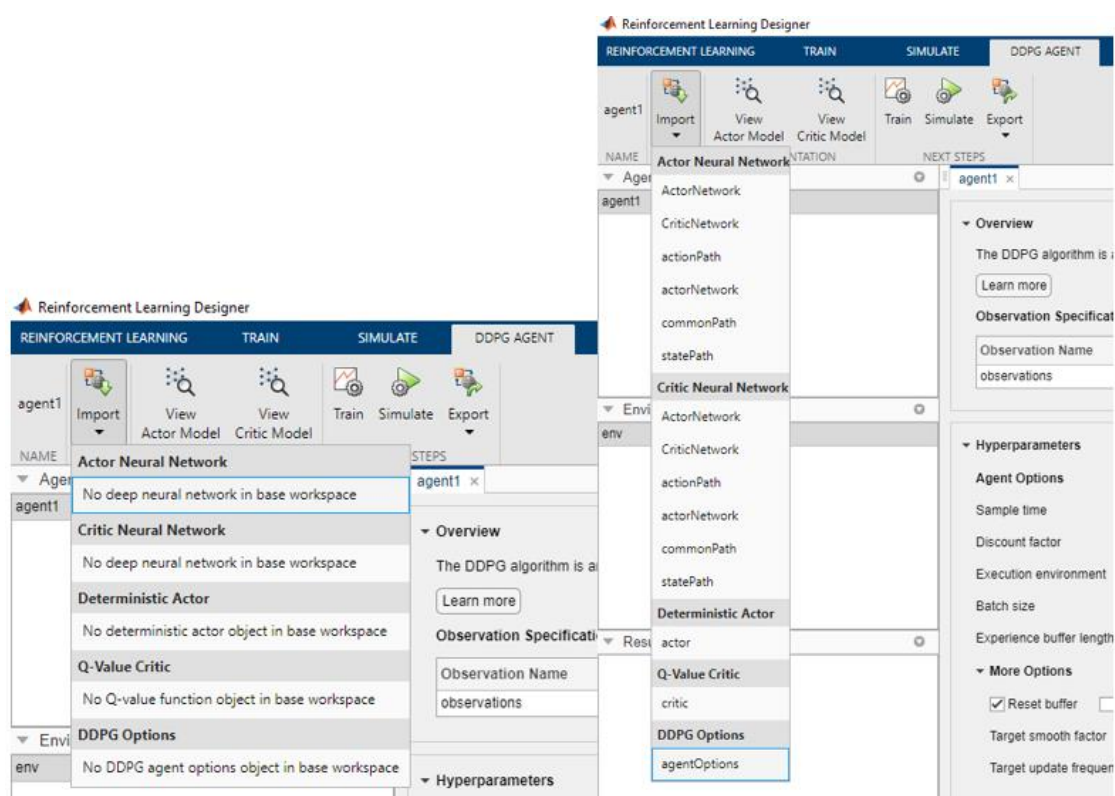 Reinforcement Learning Designer
REINFORCEMENT LEARNING TRAIN SIMULATE DDPG AGENT
agent1
Import
View
Actor Model
View
Critic Model
Train
Simulate
Export
NAME
STEPS
Actor Neural Network
No deep neural network in base workspace
Critic Neural Network
No deep neural network in base workspace
Deterministic Actor
No deterministic actor object in base workspace
Q-Value Critic
No Q-value function object in base workspace
DDPG Options
No DDPG agent options object in base workspace
agent1
env
agent1 ×
Overview
The DDPG algorithm is
Learn more
Observation
Observation Name
observations
Hyperparameters
Reinforcement Learning Designer
REINFORCEMENT LEARNING TRAIN SIMULATE DDPG AGENT
agent1
Import
View
Actor Model
View
Critic Model
Train
Simulate
Export
NAME
NEXT STEPS
Actor Neural Network
ActorNetwork
CriticNetwork
actionPath
actorNetwork
commonPath
statePath
Critic Neural Network
ActorNetwork
CriticNetwork
actionPath
actorNetwork
commonPath
statePath
Deterministic Actor
actor
Q-Value Critic
critic
DDPG Options
agentOptions
agent1
env
agent1 ×
Overview
The DDPG algorithm is
Learn more
Observation
Observation Name
observations
Hyperparameters
Agent Options
Sample time
Discount factor
Execution environment
Batch size
Experience buffer length
More Options
Reset buffer
Target smooth factor
Target update